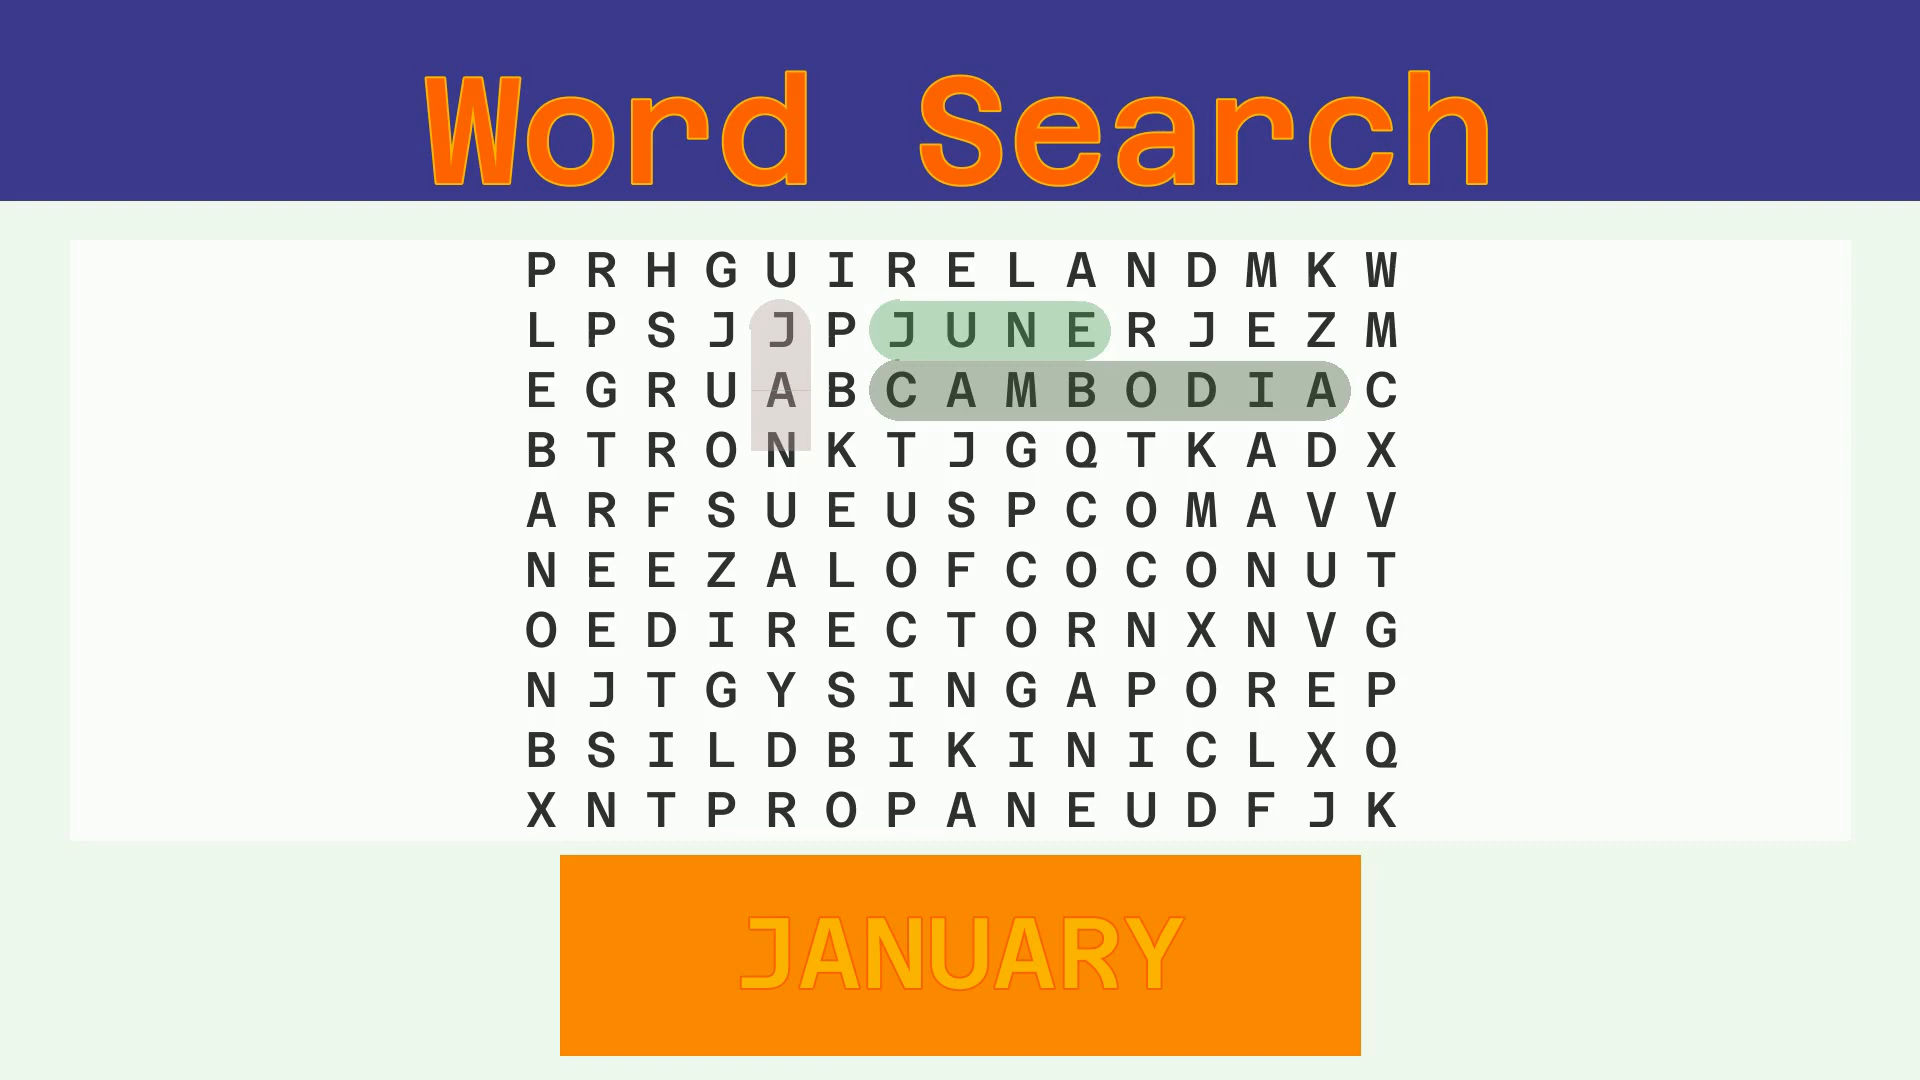 Word Search
P R H G U I R E L A N D M K W
L P S J J P J U N E R J E Z M
E G R U A B C A M B O D I A C
B T R O N K T J G Q T K A D X
A R F S U E U S P C O M A V V
N E E Z A L O F C O C O N U T
O E D I R E C T O R N X N V G
N J T G Y S I N G A P O R E P
B S I L D B I K I N I C L X Q
X N T P R O P A N E U D F J K
JANUARY